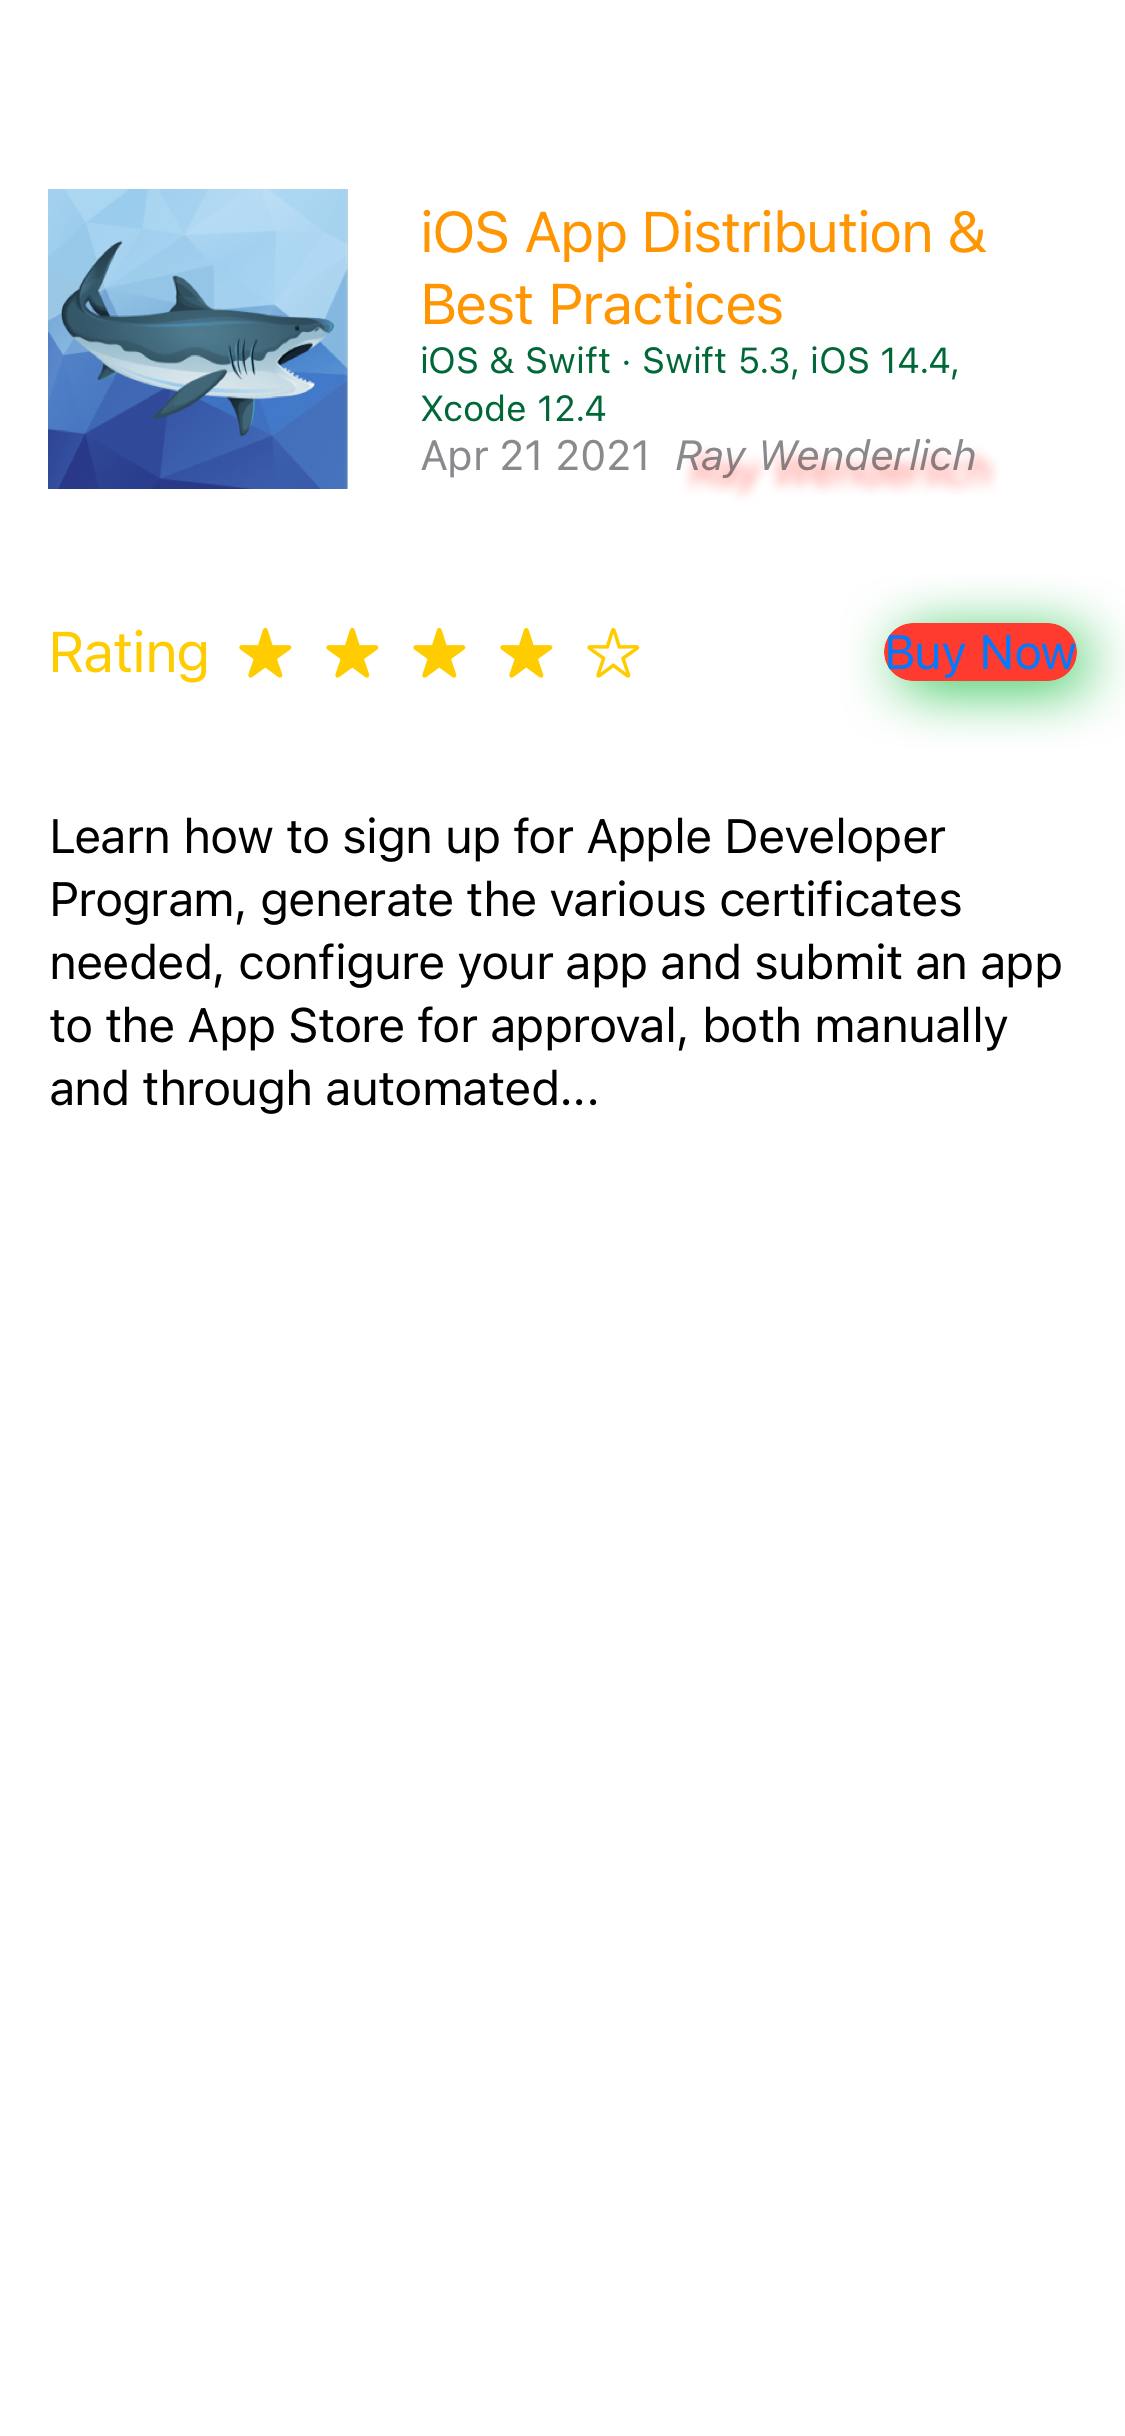 iOS App Distribution &
Best Practices
iOS & Swift · Swift 5.3, iOS 14.4,
Xcode 12.4
Apr 21 2021 Ray Wenderlich
Rating
Buy Now
Learn how to sign up for Apple Developer
Program, generate the various certificates
needed, configure your app and submit an app
to the App Store for approval, both manually
and through automated...